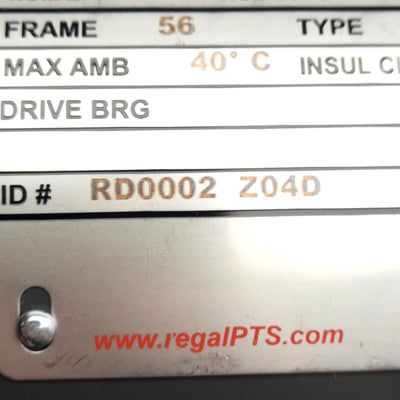 FRAME 56 TYPE
MAX AMB 40° C INSUL
DRIVE BRG
ID # RD0002 Z04D
www.regalPTS.com